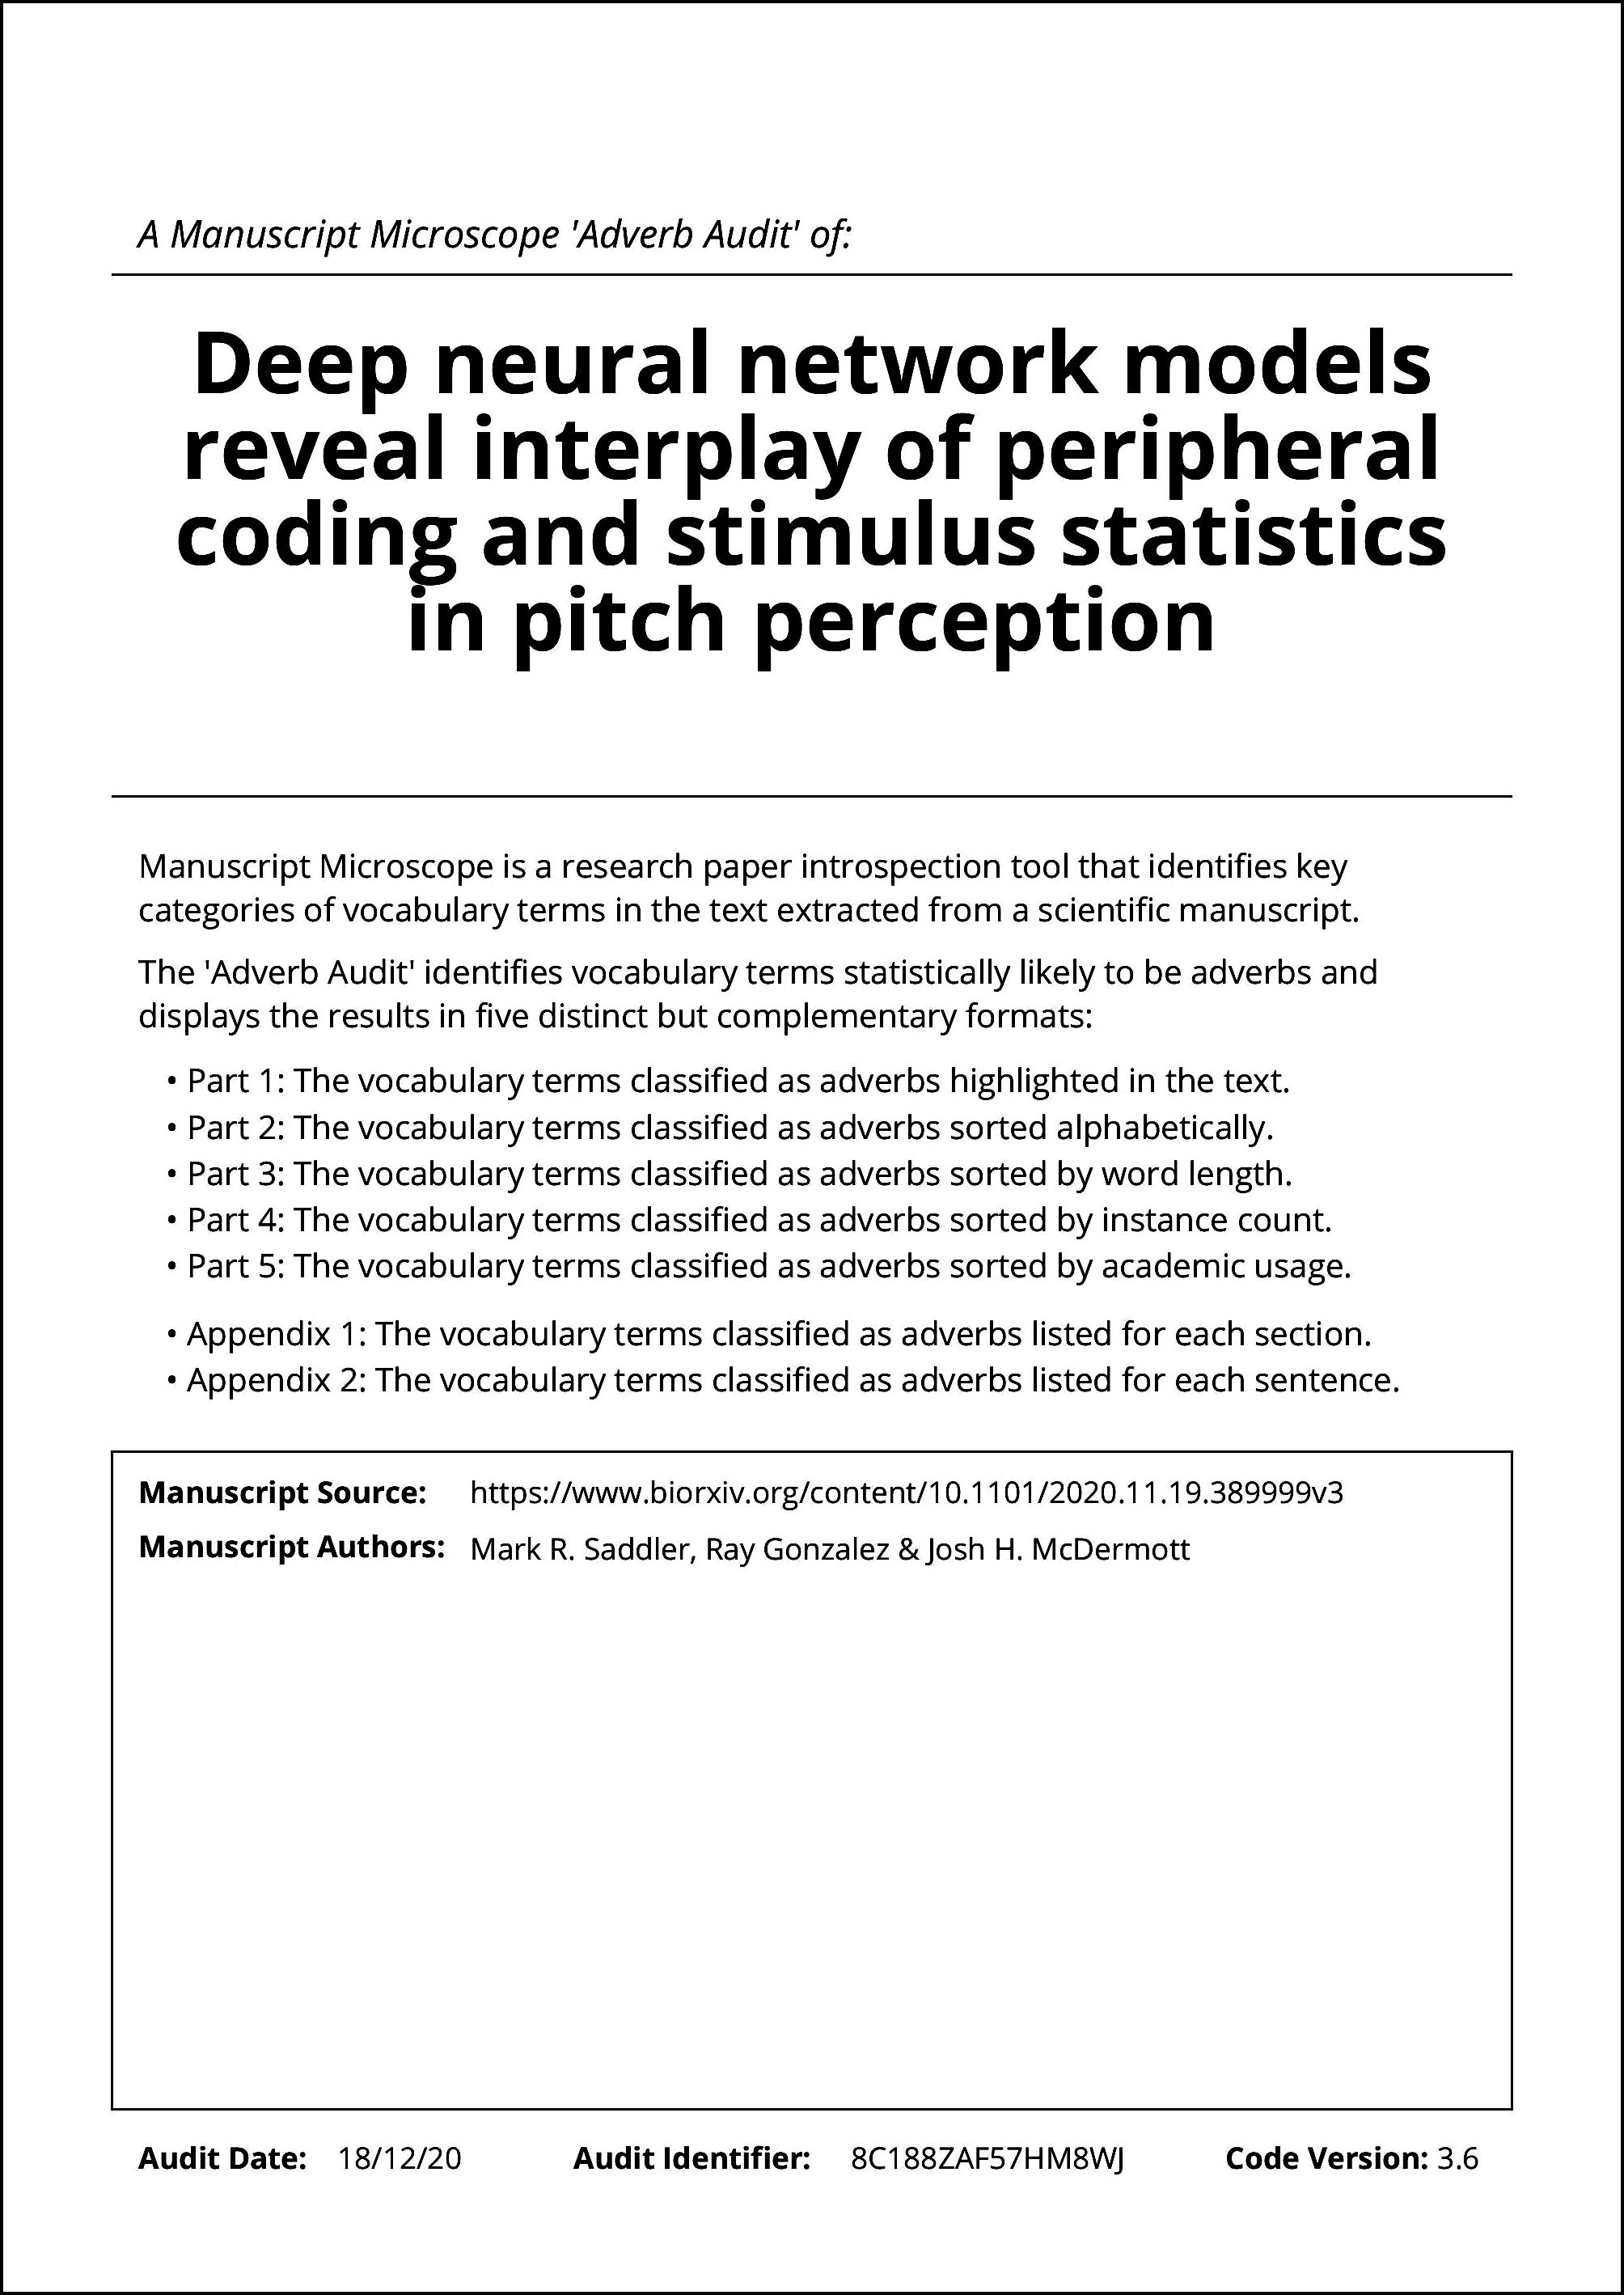 A Manuscript Microscope 'Adverb Audit' of:
Deep neural network models
reveal interplay of peripheral
coding and stimulus statistics
in pitch perception
Manuscript Microscope is a research paper introspection tool that identifies key
categories of vocabulary terms in the text extracted from a scientific manuscript.
The 'Adverb Audit' identifies vocabulary terms statistically likely to be adverbs and
displays the results in five distinct but complementary formats:
• Part 1: The vocabulary terms classified as adverbs highlighted in the text.
• Part 2: The vocabulary terms classified as adverbs sorted alphabetically.
• Part 3: The vocabulary terms classified as adverbs sorted by word length.
• Part 4: The vocabulary terms classified as adverbs sorted by instance count.
• Part 5: The vocabulary terms classified as adverbs sorted by academic usage.
• Appendix 1: The vocabulary terms classified as adverbs listed for each section.
• Appendix 2: The vocabulary terms classified as adverbs listed for each sentence.
Manuscript Source: https://www.biorxiv.org/content/10.1101/2020.11.19.389999v3
Manuscript Authors: Mark R. Saddler, Ray Gonzalez & Josh H. McDermott
Audit Date: 18/12/20 Audit Identifier: 8C188ZAF57HM8WJ Code Version: 3.6